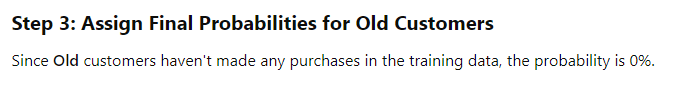 Step 3: Assign Final Probabilities for Old Customers
Since Old customers haven't made any purchases in the training data, the probability is 0%.